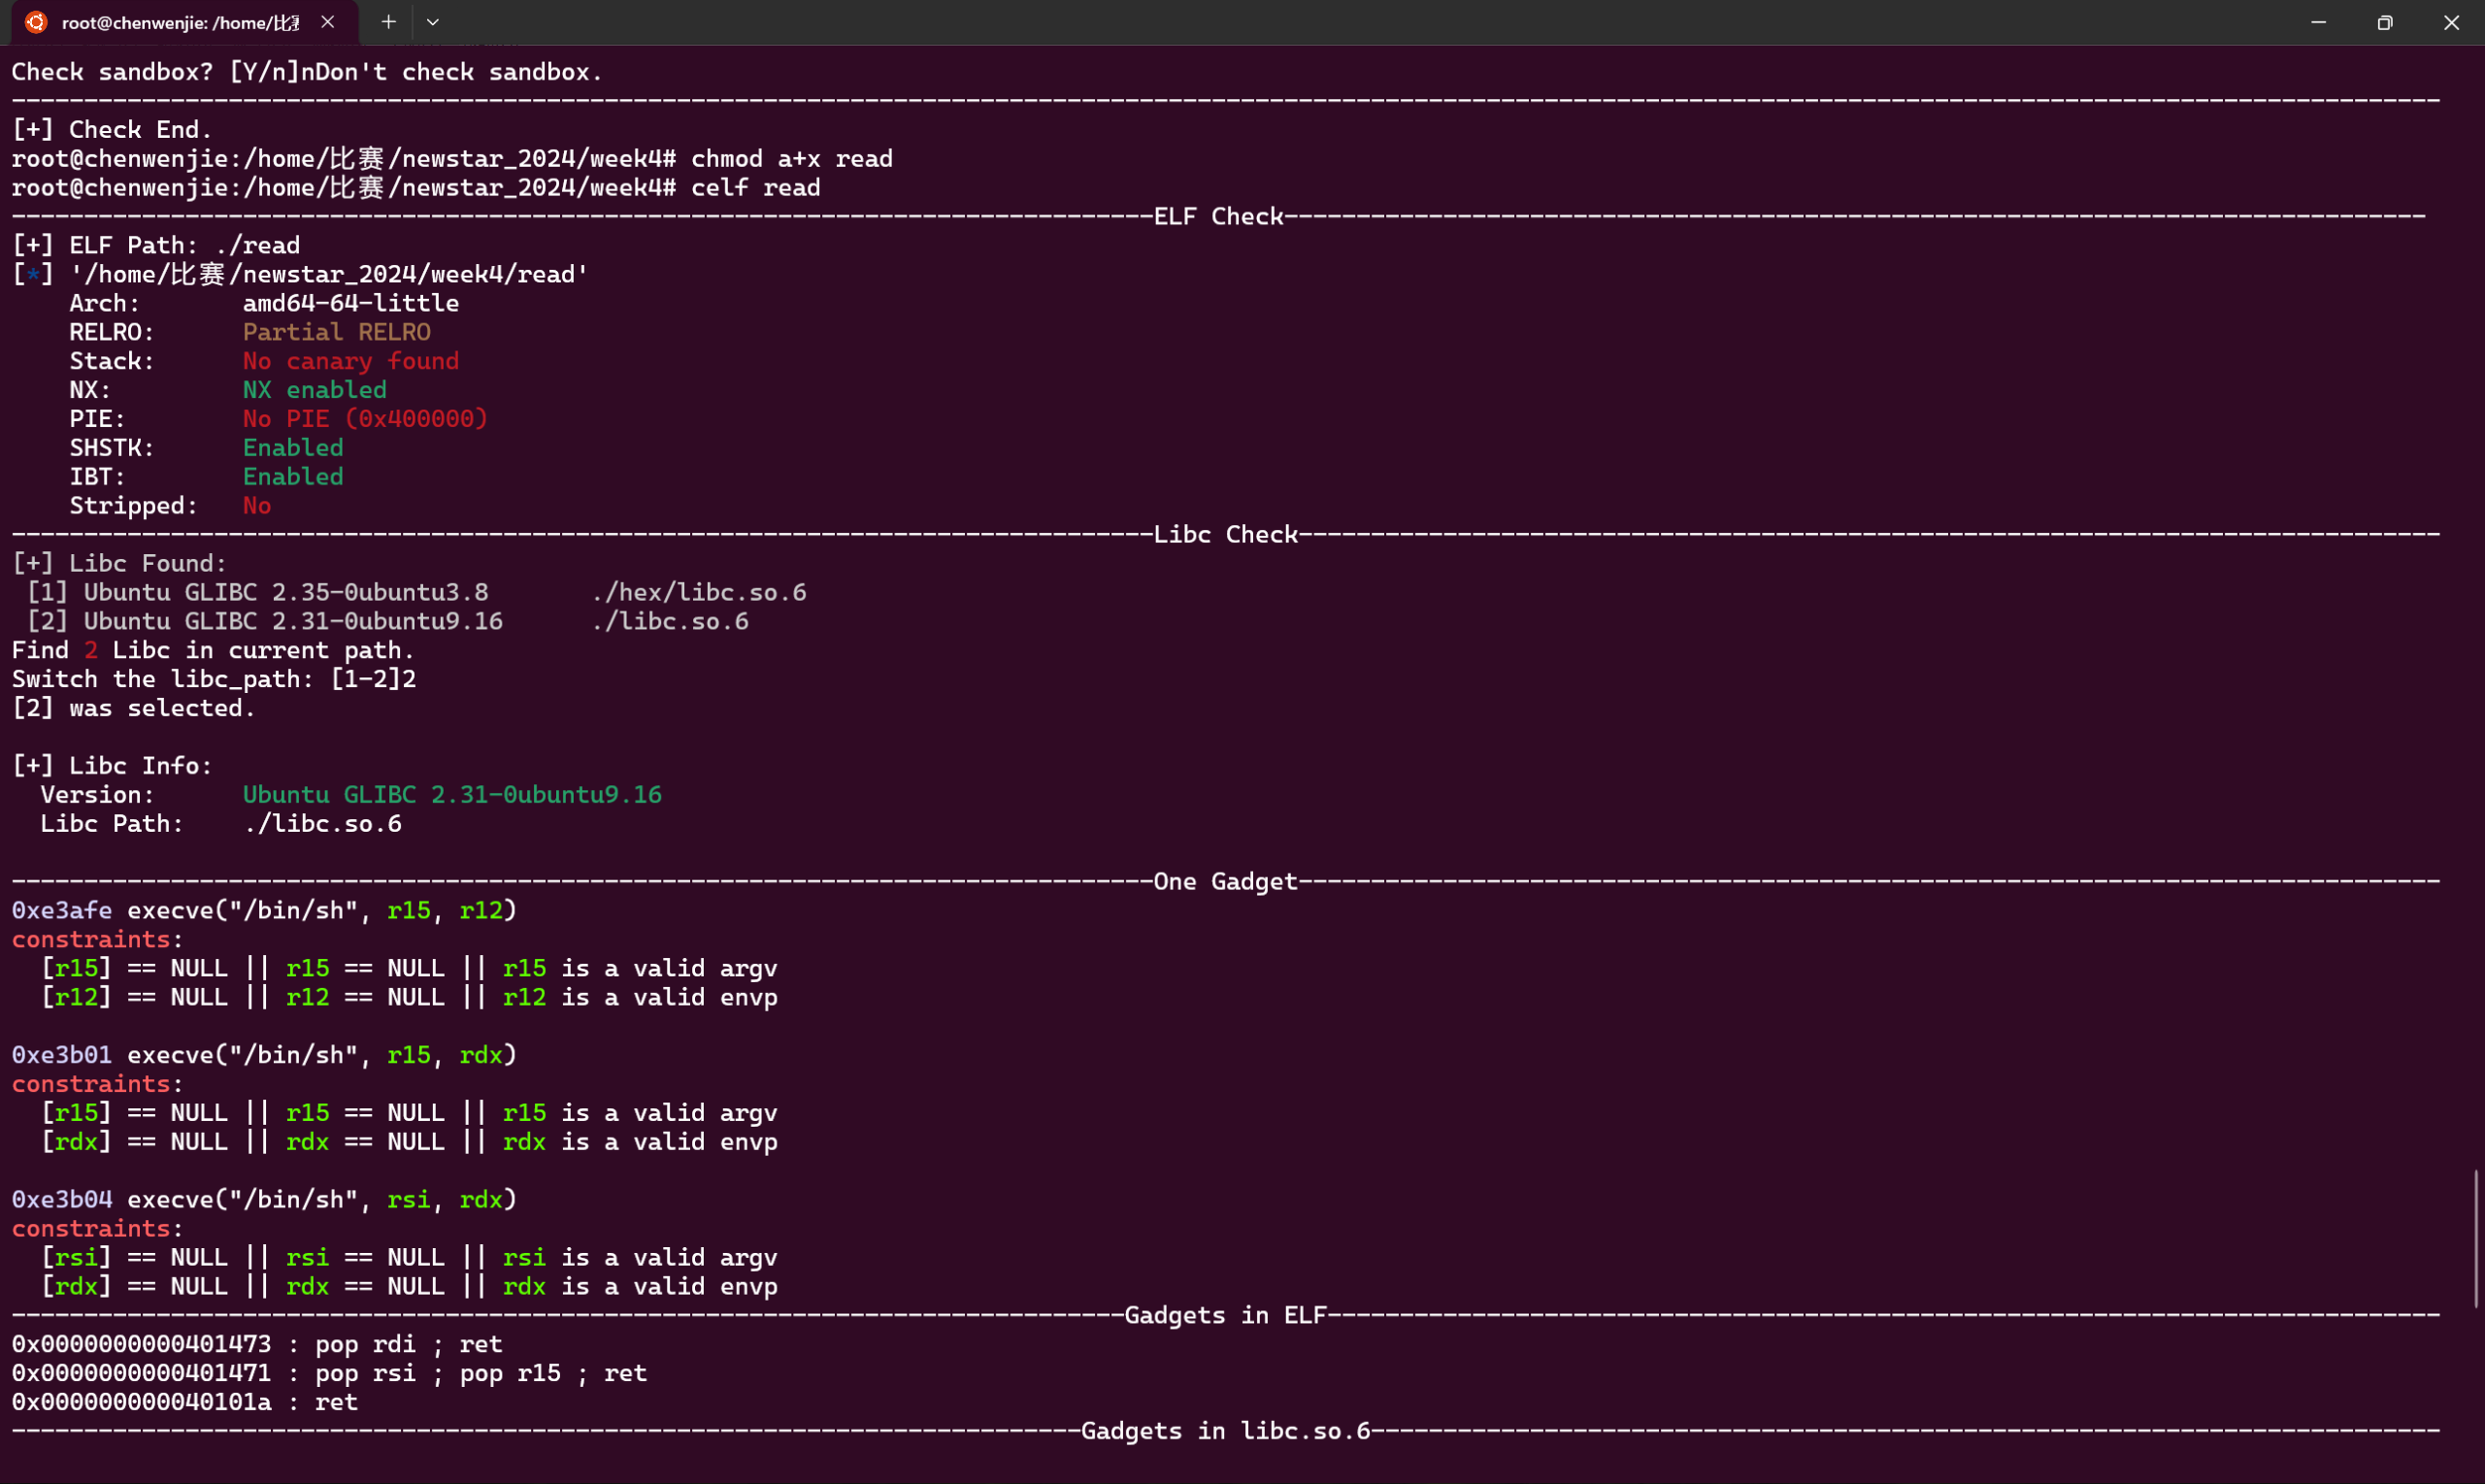 root@chenwenjie: /home/比赛
Check sandbox? [Y/n]nDon't check sandbox.
[+] Check End.
root@chenwenjie:/home/比赛/newstar_2024/week4# chmod a+x read
root@chenwenjie:/home/比赛/newstar_2024/week4# celf read
ELF Check
[+] ELF Path: ./read
[*] '/home/比赛/newstar_2024/week4/read'
Arch: amd64-64-little
RELRO: Partial RELRO
Stack: No canary found
NX: NX enabled
PIE: No PIE (0x400000)
SHSTK: Enabled
IBT: Enabled
Stripped: No
Libc Check
[+] Libc Found:
[1] Ubuntu GLIBC 2.35-0ubuntu3.8 ./hex/libc.so.6
[2] Ubuntu GLIBC 2.31-0ubuntu9.16 ./libc.so.6
Find 2 Libc in current path.
Switch the libc_path: [1-2]2
[2] was selected.
[+] Libc Info:
Version: Ubuntu GLIBC 2.31-0ubuntu9.16
Libc Path: ./libc.so.6
One Gadget
0xe3afe execve("/bin/sh", r15, r12)
constraints:
[r15] == NULL || r15 == NULL || r15 is a valid argv
[r12] == NULL || r12 == NULL || r12 is a valid envp
0xe3b01 execve("/bin/sh", r15, rdx)
constraints:
[r15] == NULL || r15 == NULL || r15 is a valid argv
[rdx] == NULL || rdx == NULL || rdx is a valid envp
0xe3b04 execve("/bin/sh", rsi, rdx)
constraints:
[rsi] == NULL || rsi == NULL || rsi is a valid argv
[rdx] == NULL || rdx == NULL || rdx is a valid envp
Gadgets in ELF
0x0000000000401473 : pop rdi ; ret
0x0000000000401471 : pop rsi ; pop r15 ; ret
0x000000000040101a : ret
Gadgets in libc.so.6